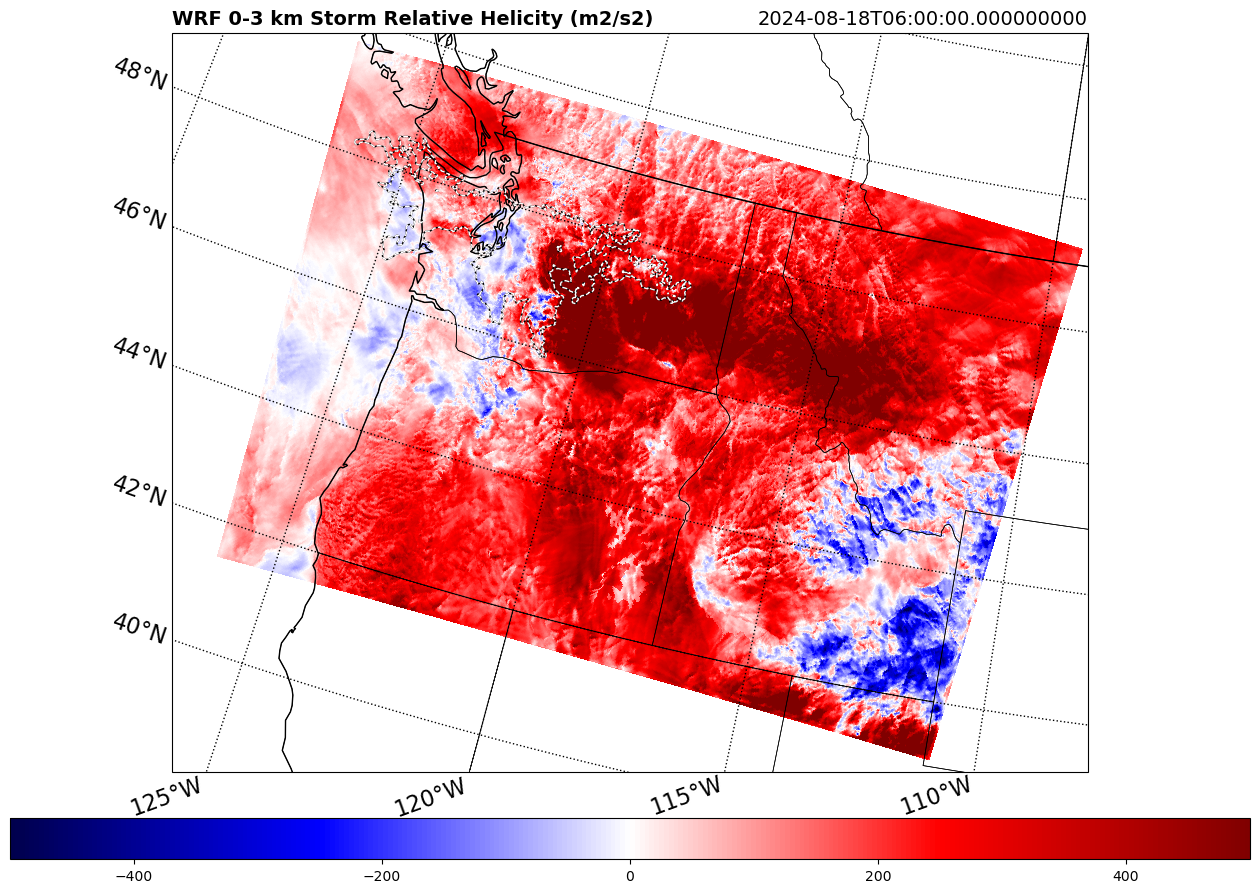 WRF 0-3 km Storm Relative Helicity (m2/s2)
2024-08-18T06:00:00.000000000
48°N
46°N
44°N
42°N
40°N
125°W
120°W
115°W
110°W
−400
−200
0
200
400